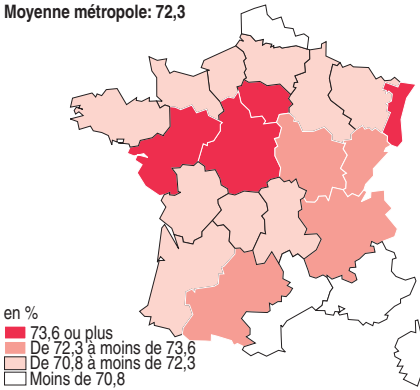 Moyenne métropole: 72,3
en %
73,6 ou plus
De 72,3 à moins de 73,6
De 70,8 à moins de 72,3
Moins de 70,8